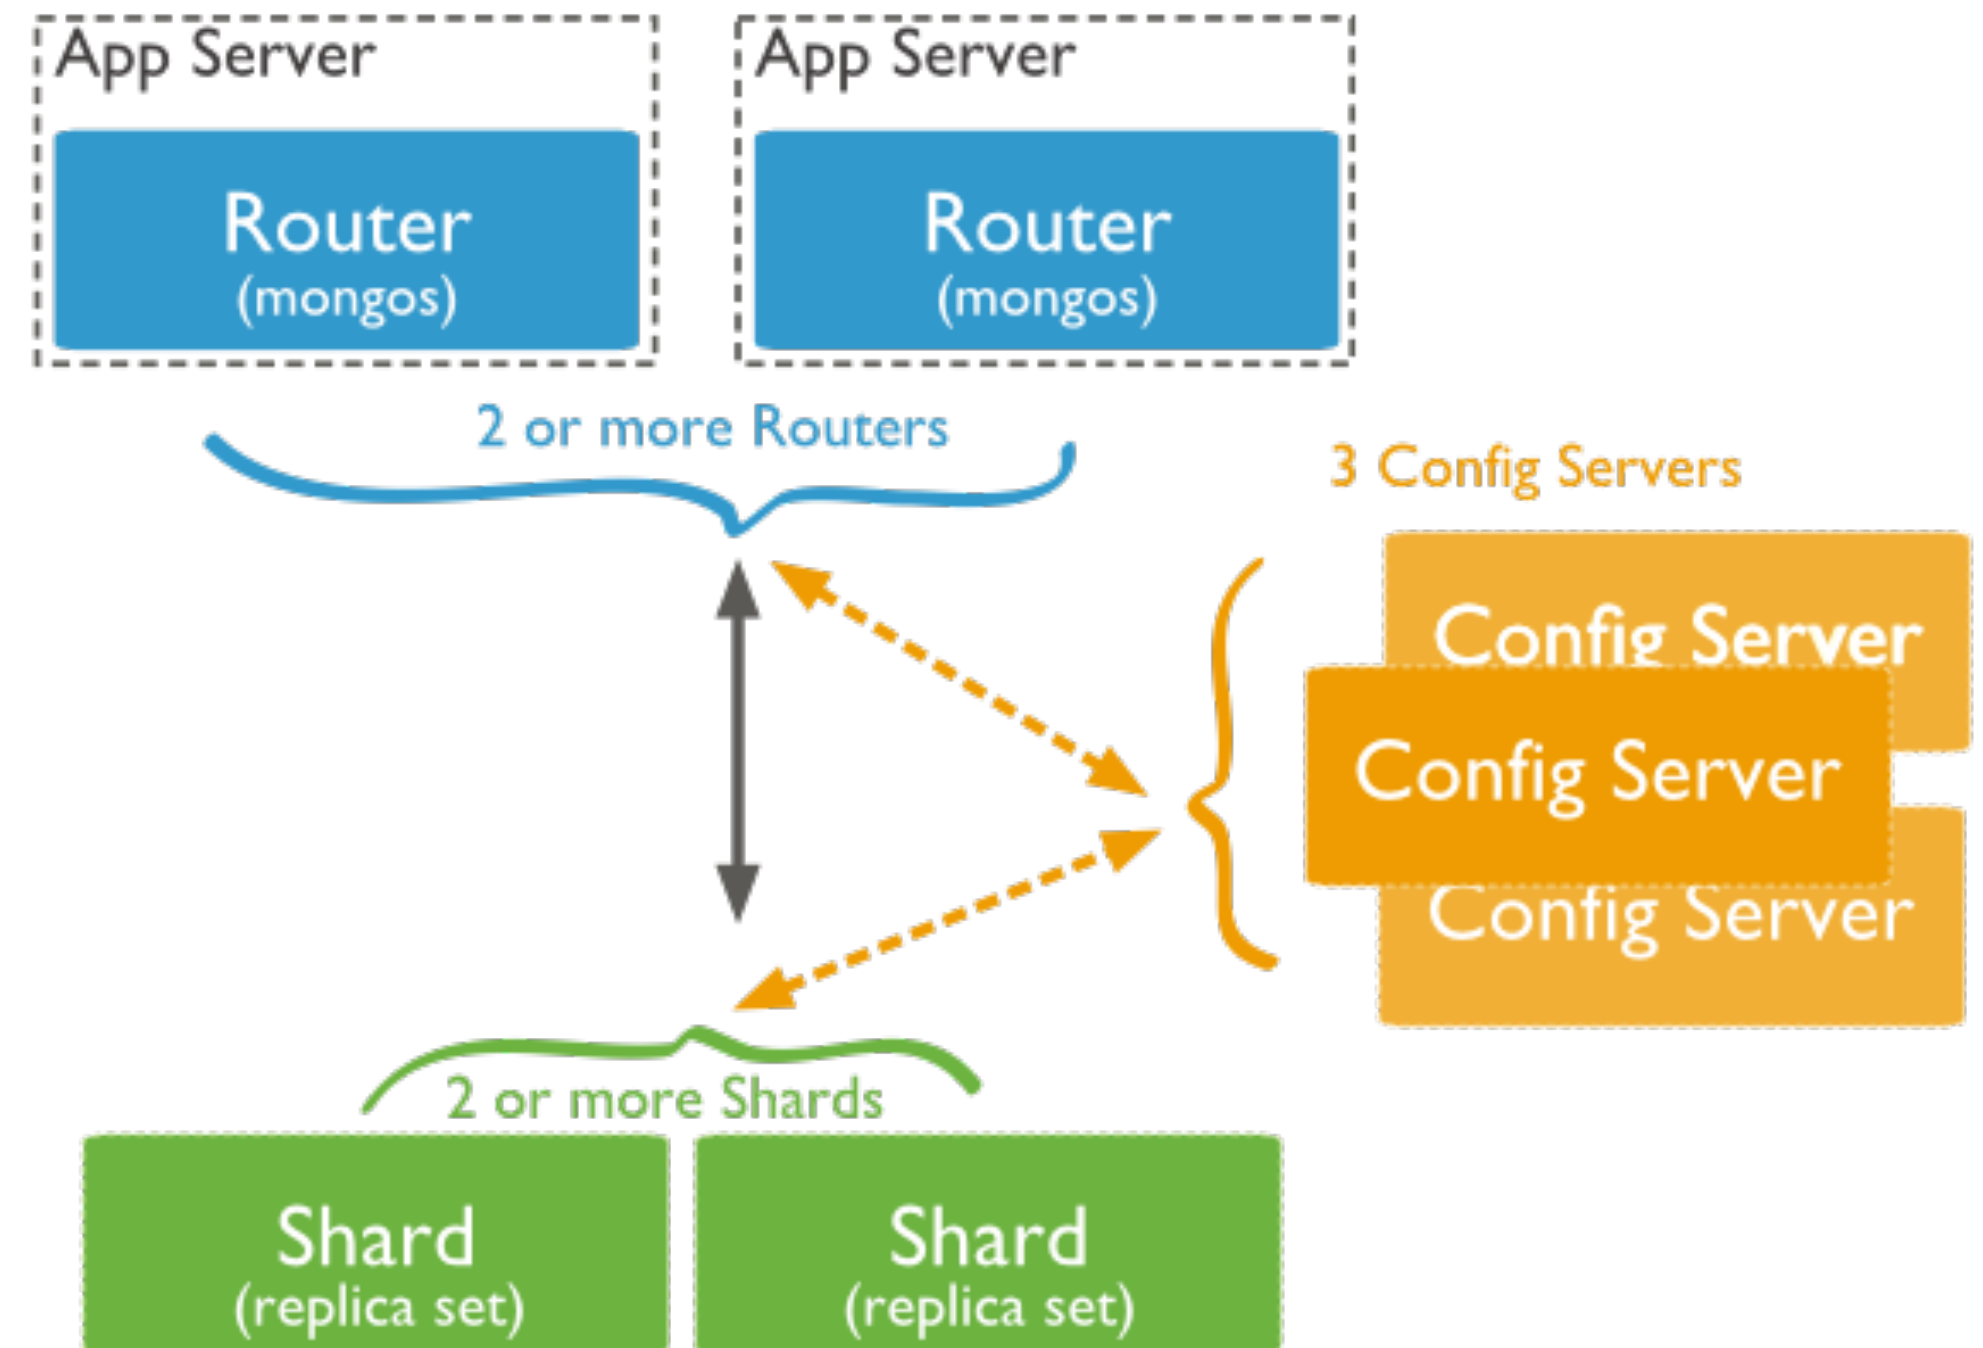 App Server
App Server
Router
(mongos)
Router
(mongos)
2 or more Routers
3 Config Servers
Config Server
Config Server
Config Server
2 or more Shards
Shard
(replica set)
Shard
(replica set)